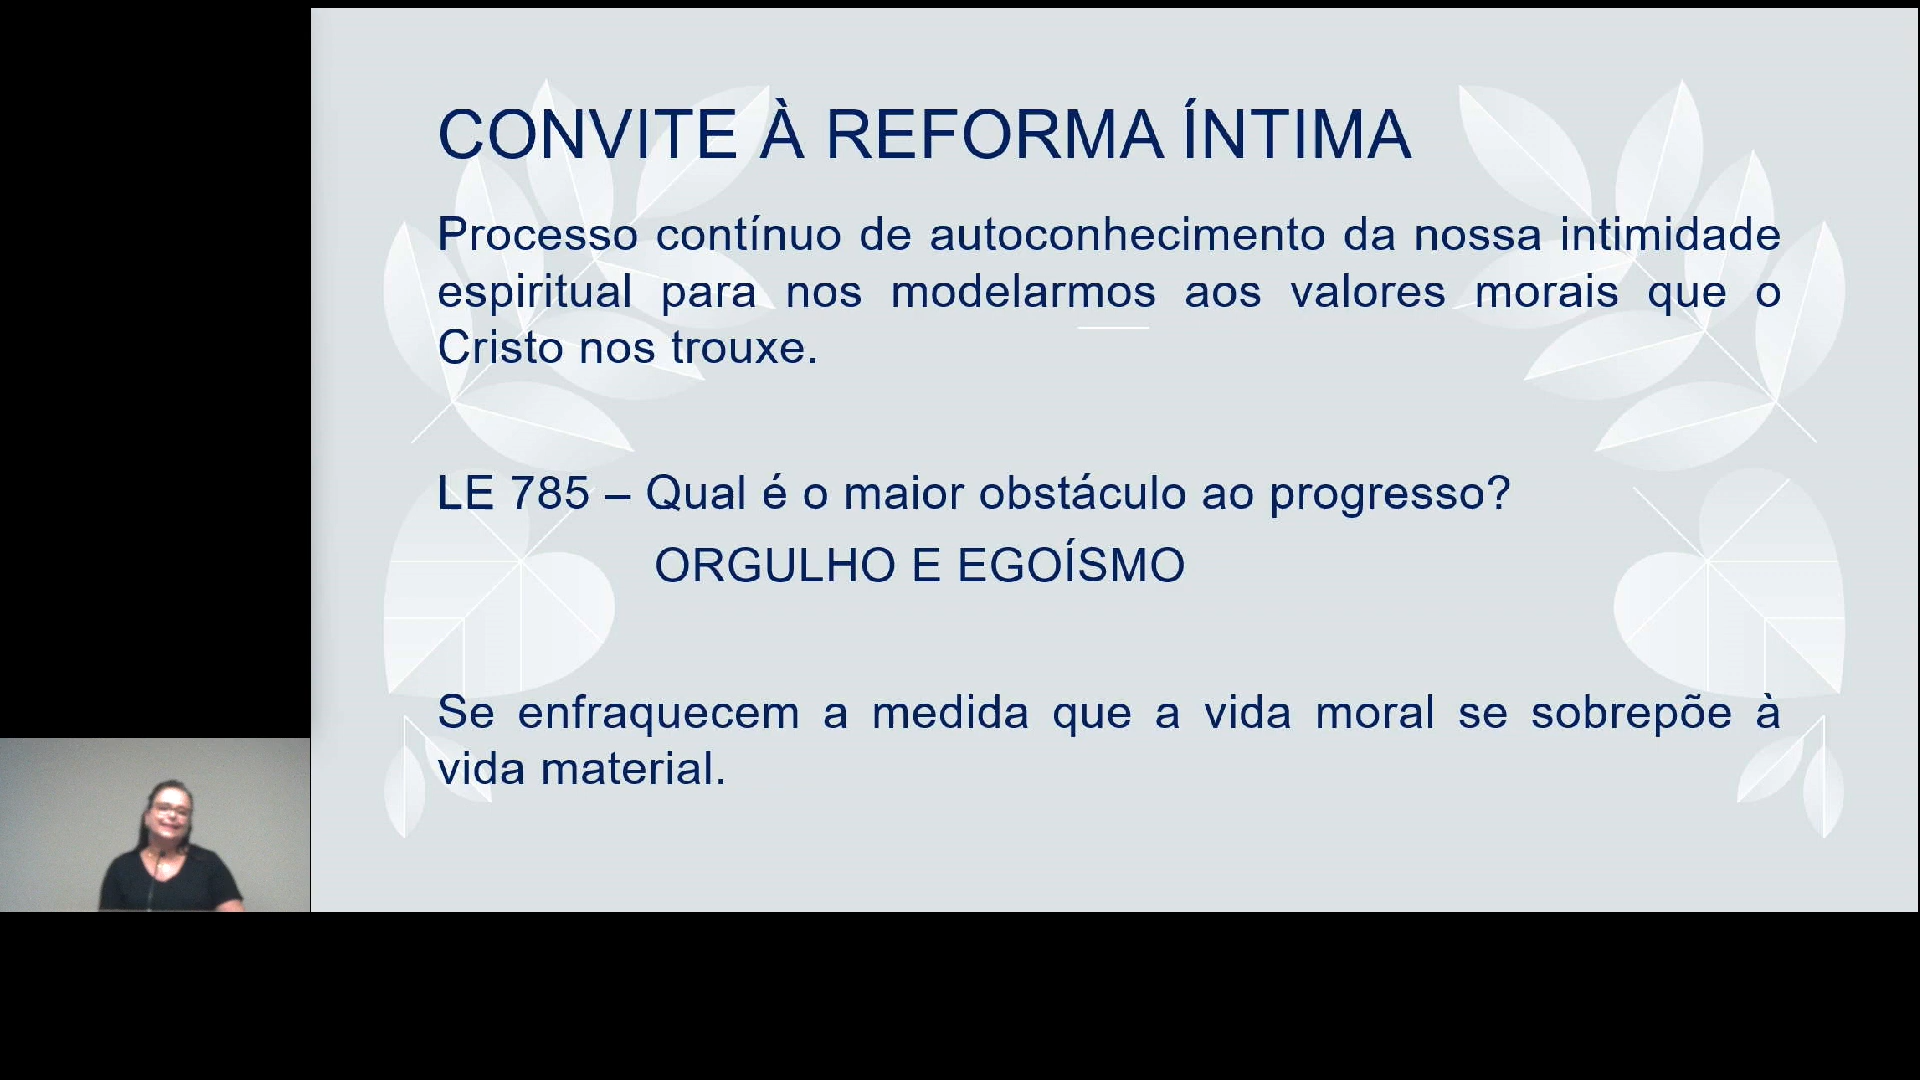 CONVITE À REFORMA ÍNTIMA
Processo contínuo de autoconhecimento da nossa intimidade
espiritual para nos modelarmos aos valores morais que o
Cristo nos trouxe.
LE 785 – Qual é o maior obstáculo ao progresso?
ORGULHO E EGOÍSMO
Se enfraquecem a medida que a vida moral se sobrepõe à
vida material.